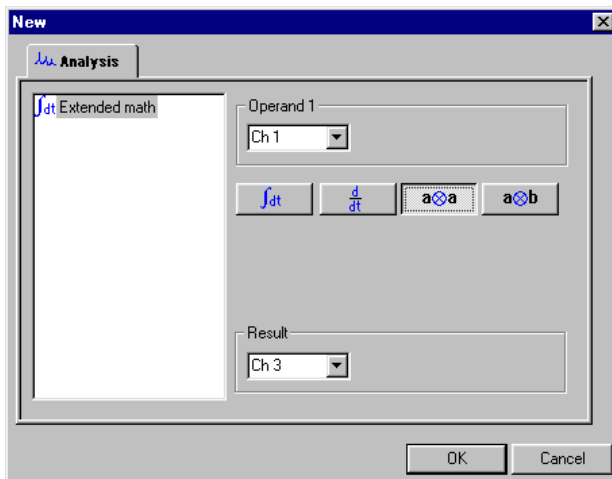 New
Analysis
∫dt Extended math
Operand 1
Ch 1
∫dt
d
dt
a⊗a
a⊗b
Result
Ch 3
OK
Cancel